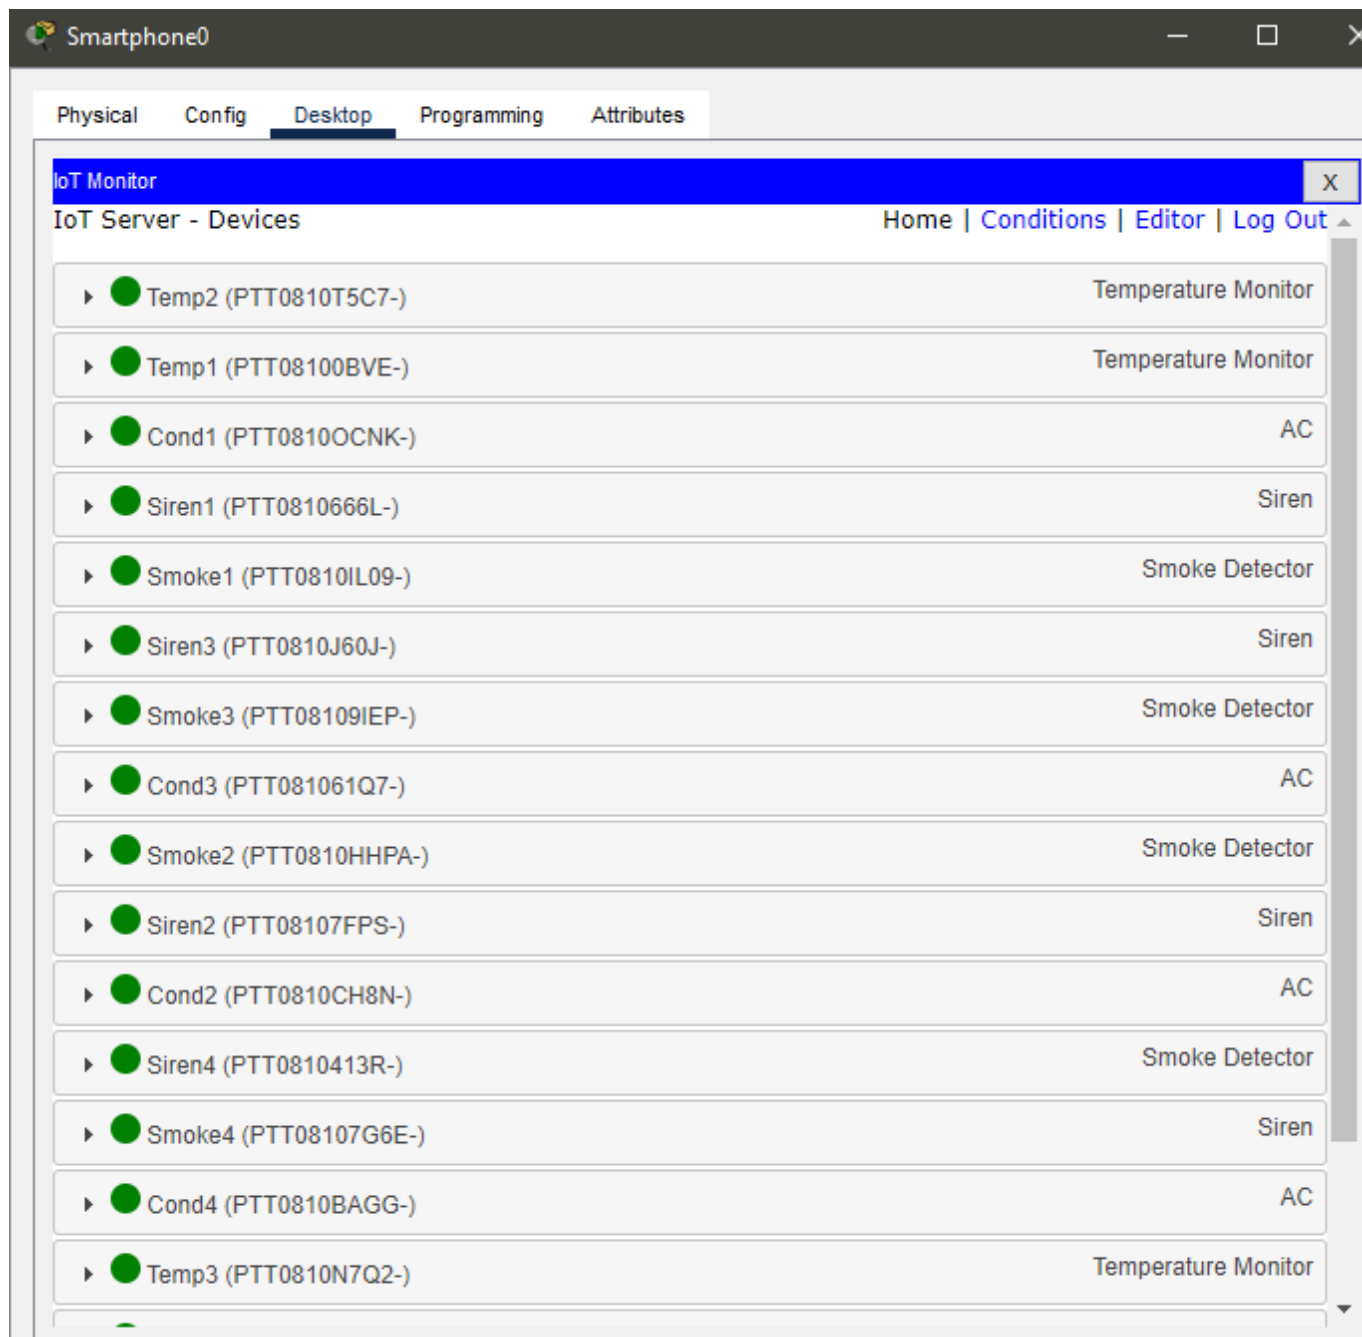 Smartphone0
Physical Config Desktop Programming Attributes
IoT Monitor X
IoT Server - Devices Home | Conditions | Editor | Log Out
Temp2 (PTT0810T5C7-) Temperature Monitor
Temp1 (PTT08100BVE-) Temperature Monitor
Cond1 (PTT0810OCNK-) AC
Siren1 (PTT0810666L-) Siren
Smoke1 (PTT0810IL09-) Smoke Detector
Siren3 (PTT0810J60J-) Siren
Smoke3 (PTT08109IEP-) Smoke Detector
Cond3 (PTT081061Q7-) AC
Smoke2 (PTT0810HHPA-) Smoke Detector
Siren2 (PTT08107FPS-) Siren
Cond2 (PTT0810CH8N-) AC
Siren4 (PTT0810413R-) Smoke Detector
Smoke4 (PTT08107G6E-) Siren
Cond4 (PTT0810BAGG-) AC
Temp3 (PTT0810N7Q2-) Temperature Monitor